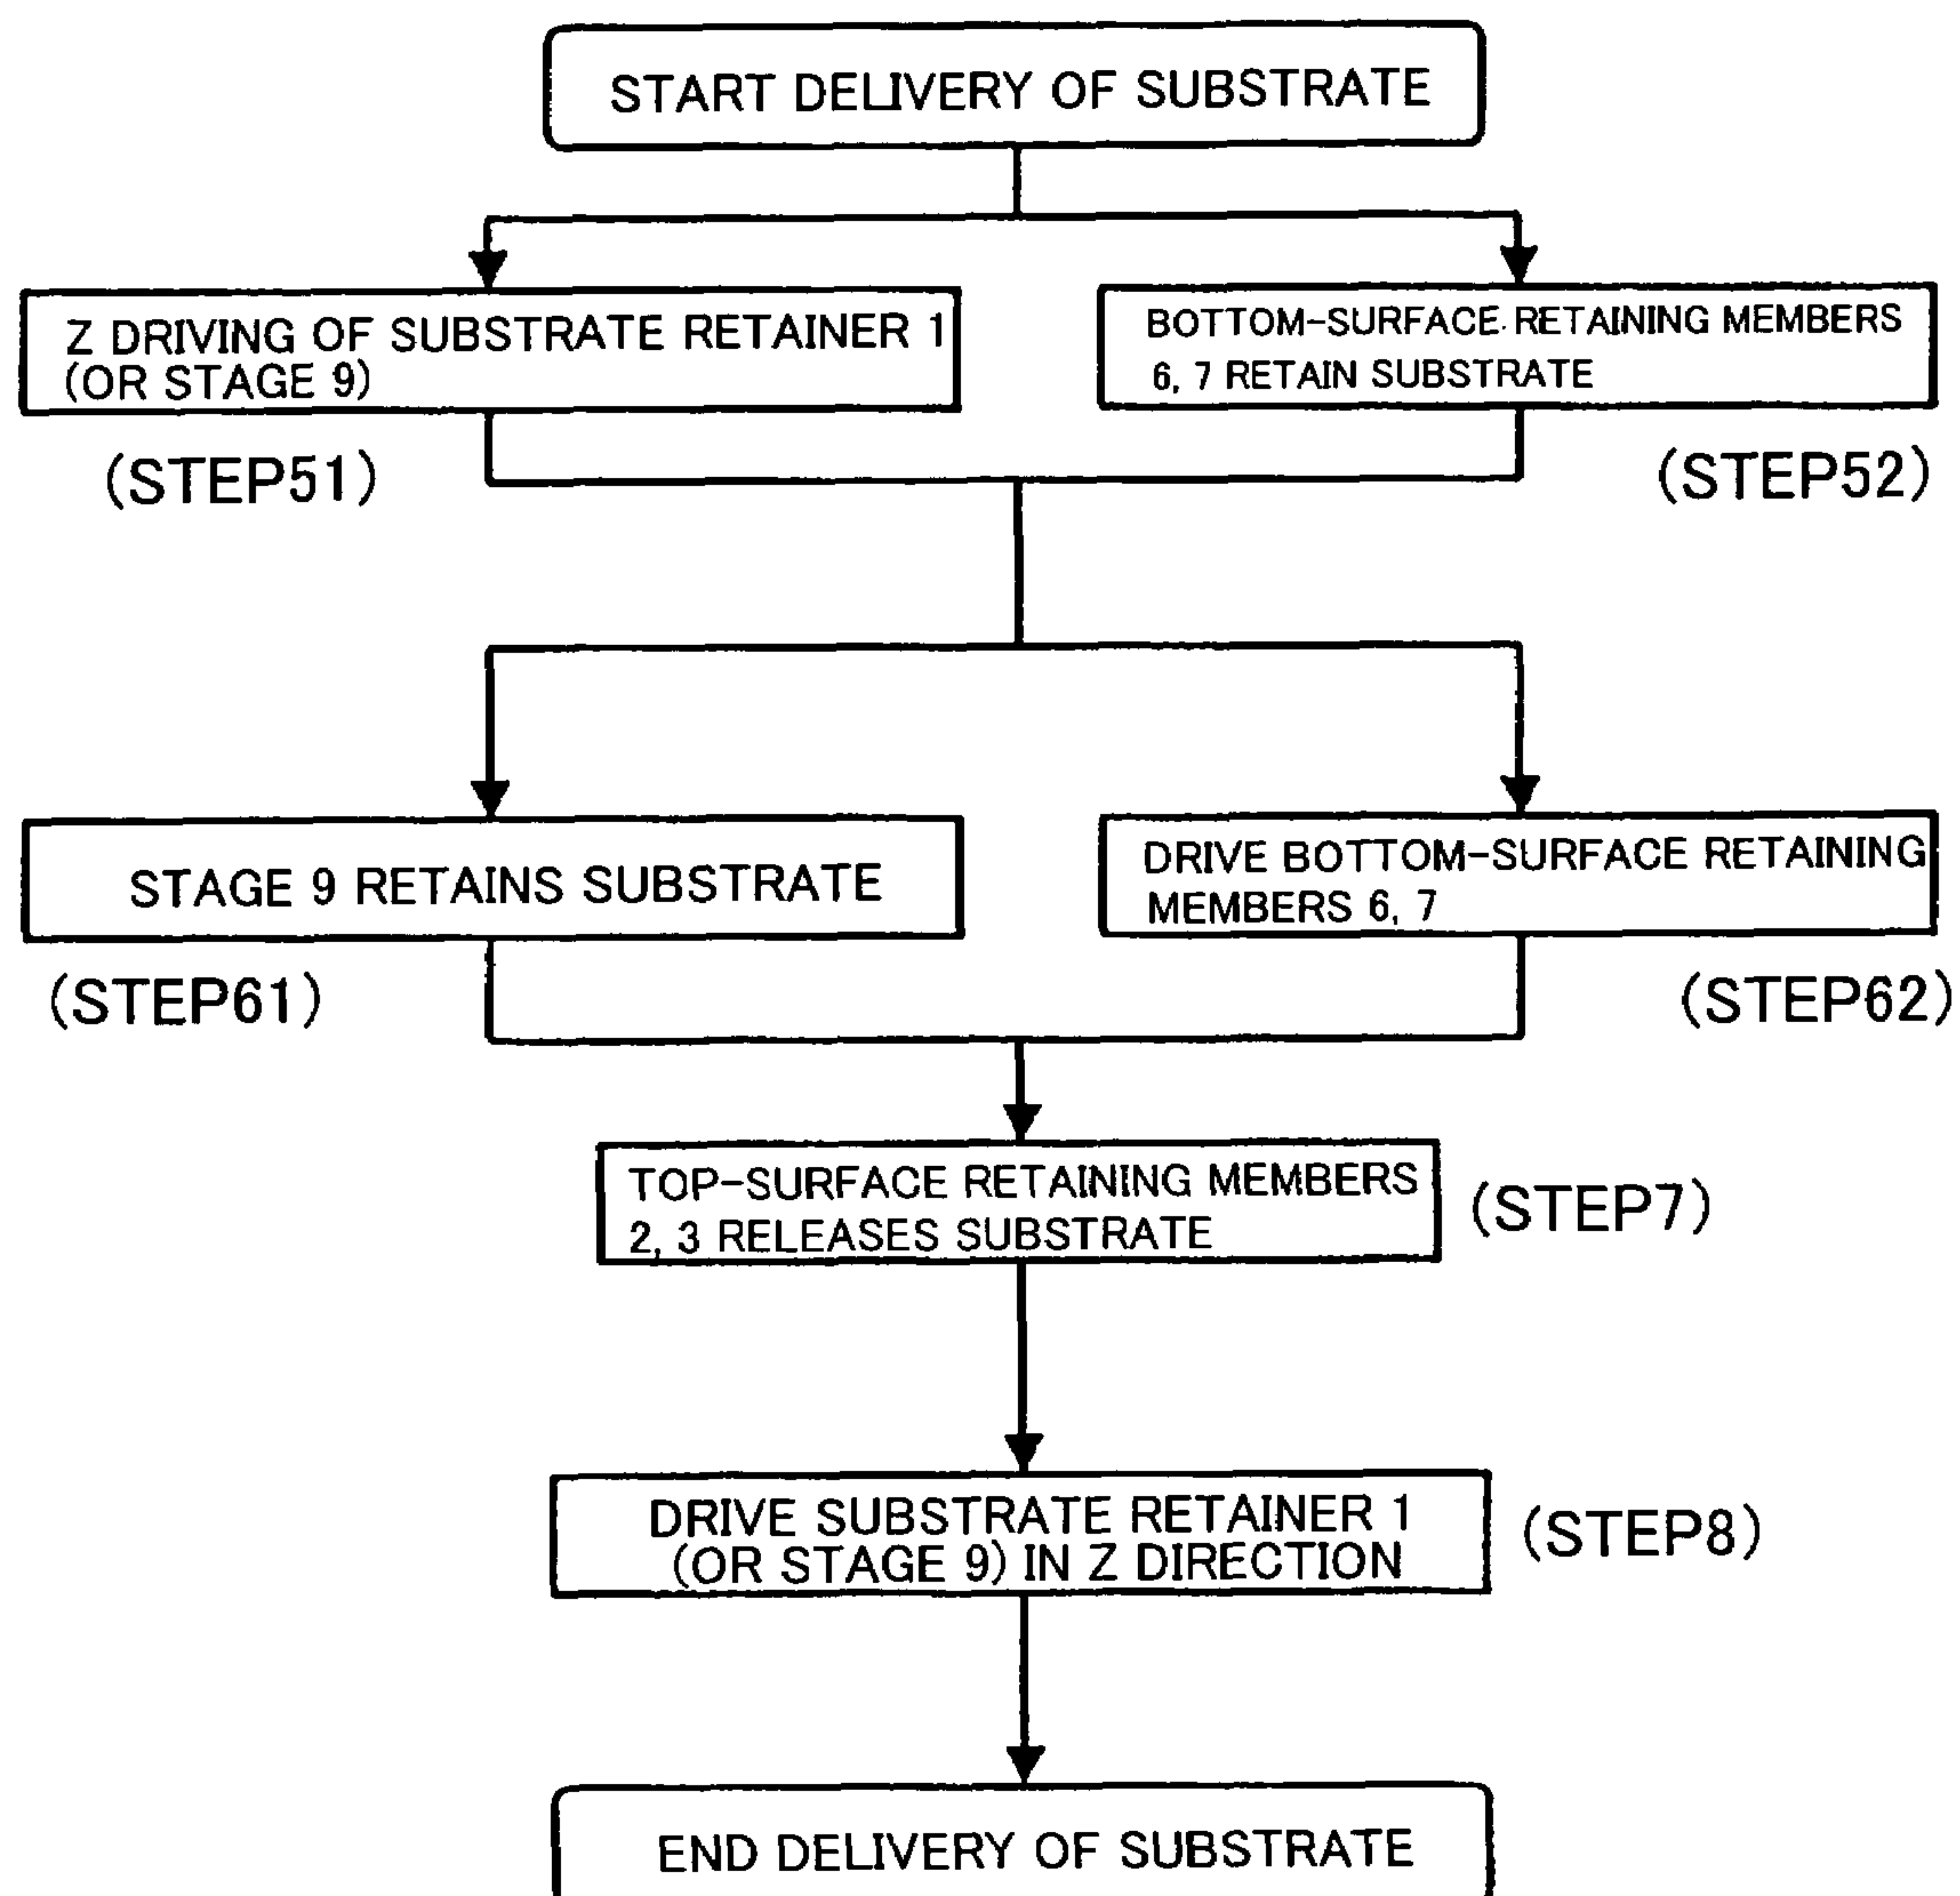 START DELIVERY OF SUBSTRATE
Z DRIVING OF SUBSTRATE RETAINER 1
(OR STAGE 9)
(STEP51)
BOTTOM-SURFACE RETAINING MEMBERS
6, 7 RETAIN SUBSTRATE
(STEP52)
STAGE 9 RETAINS SUBSTRATE
(STEP61)
DRIVE BOTTOM-SURFACE RETAINING
MEMBERS 6, 7
(STEP62)
TOP-SURFACE RETAINING MEMBERS
2, 3 RELEASES SUBSTRATE
(STEP7)
DRIVE SUBSTRATE RETAINER 1
(OR STAGE 9) IN Z DIRECTION
(STEP8)
END DELIVERY OF SUBSTRATE